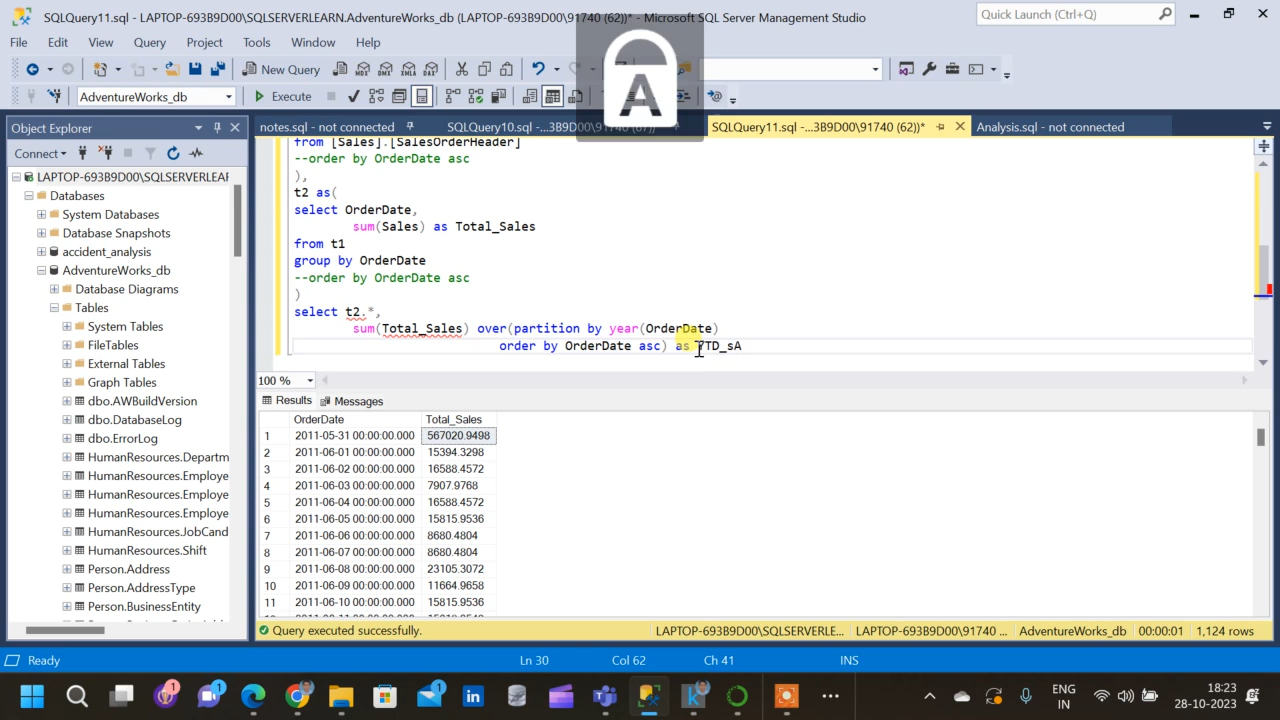 SQLQuery11.sql - LAPTOP-693B9D00\SQLSERVERLEARN.AdventureWorks_db (LAPTOP-693B9D00\91740 (62))* - Microsoft SQL Server Management Studio
Quick Launch (Ctrl+Q)
File Edit View Query Project Tools Window Help
New Query MDX DMX XMLA DAX
AdventureWorks_db Execute
A
Object Explorer
notes.sql - not connected SQLQuery10.sql -...3B9D00\91740 SQLQuery11.sql -...3B9D00\91740 (62))* Analysis.sql - not connected
Connect
LAPTOP-693B9D00\SQLSERVERLEAR
Databases
System Databases
Database Snapshots
accident_analysis
AdventureWorks_db
Database Diagrams
Tables
System Tables
FileTables
External Tables
Graph Tables
dbo.AWBuildVersion
dbo.DatabaseLog
dbo.ErrorLog
HumanResources.Departm
HumanResources.Employe
HumanResources.Employe
HumanResources.Employe
HumanResources.JobCand
HumanResources.Shift
Person.Address
Person.AddressType
Person.BusinessEntity
from [Sales].[SalesOrderHeader]
--order by OrderDate asc
),
t2 as(
select OrderDate,
sum(Sales) as Total_Sales
from t1
group by OrderDate
--order by OrderDate asc
)
select t2.*,
sum(Total_Sales) over(partition by year(OrderDate)
order by OrderDate asc) as YTD_sA
100 %
Results Messages
OrderDate Total_Sales
1 2011-05-31 00:00:00.000 567020.9498
2 2011-06-01 00:00:00.000 15394.3298
3 2011-06-02 00:00:00.000 16588.4572
4 2011-06-03 00:00:00.000 7907.9768
5 2011-06-04 00:00:00.000 16588.4572
6 2011-06-05 00:00:00.000 15815.9536
7 2011-06-06 00:00:00.000 8680.4804
8 2011-06-07 00:00:00.000 8680.4804
9 2011-06-08 00:00:00.000 23105.3072
10 2011-06-09 00:00:00.000 11664.9658
11 2011-06-10 00:00:00.000 15815.9536
Query executed successfully. LAPTOP-693B9D00\SQLSERVERLE... LAPTOP-693B9D00\91740 ... AdventureWorks_db 00:00:01 1,124 rows
Ready Ln 30 Col 62 Ch 41 INS
1 1 1
ENG
IN
18:23
28-10-2023